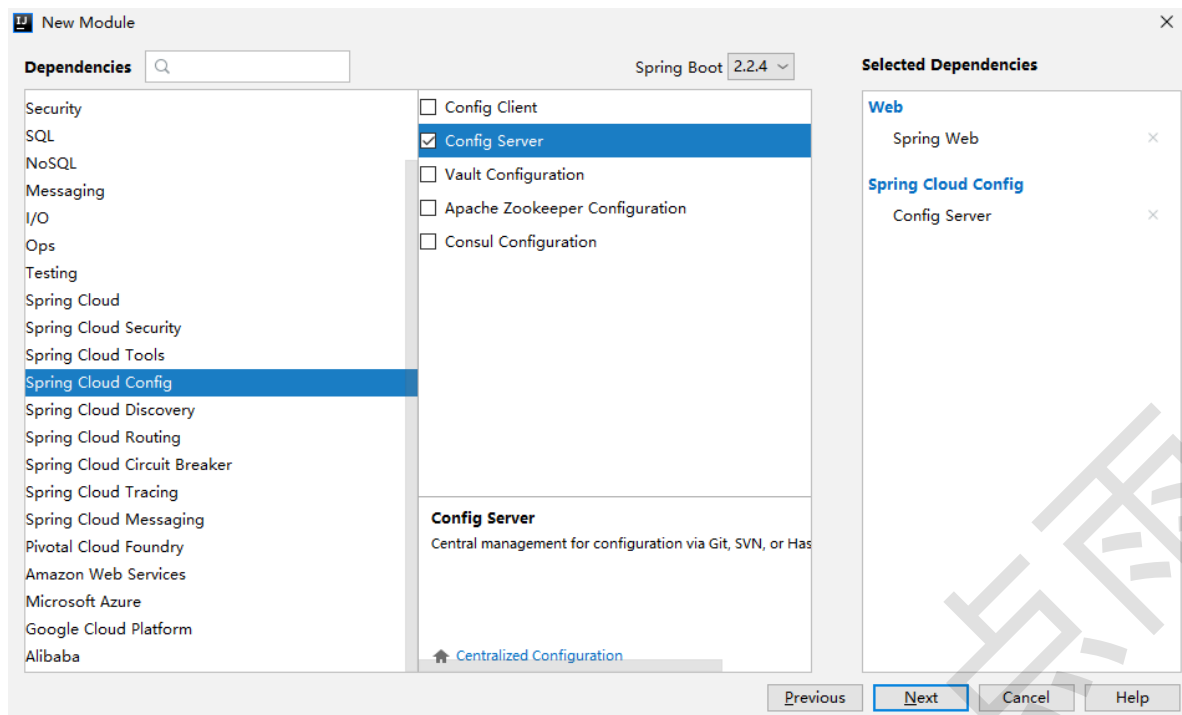 New Module
Dependencies
Spring Boot 2.2.4
Selected Dependencies
Security
SQL
NoSQL
Messaging
I/O
Ops
Testing
Spring Cloud
Spring Cloud Security
Spring Cloud Tools
Spring Cloud Config
Spring Cloud Discovery
Spring Cloud Routing
Spring Cloud Circuit Breaker
Spring Cloud Tracing
Spring Cloud Messaging
Pivotal Cloud Foundry
Amazon Web Services
Microsoft Azure
Google Cloud Platform
Alibaba
Config Client
Config Server
Vault Configuration
Apache Zookeeper Configuration
Consul Configuration
Config Server
Central management for configuration via Git, SVN, or Has
Centralized Configuration
Web
Spring Web
Spring Cloud Config
Config Server
Previous
Next
Cancel
Help
点雨